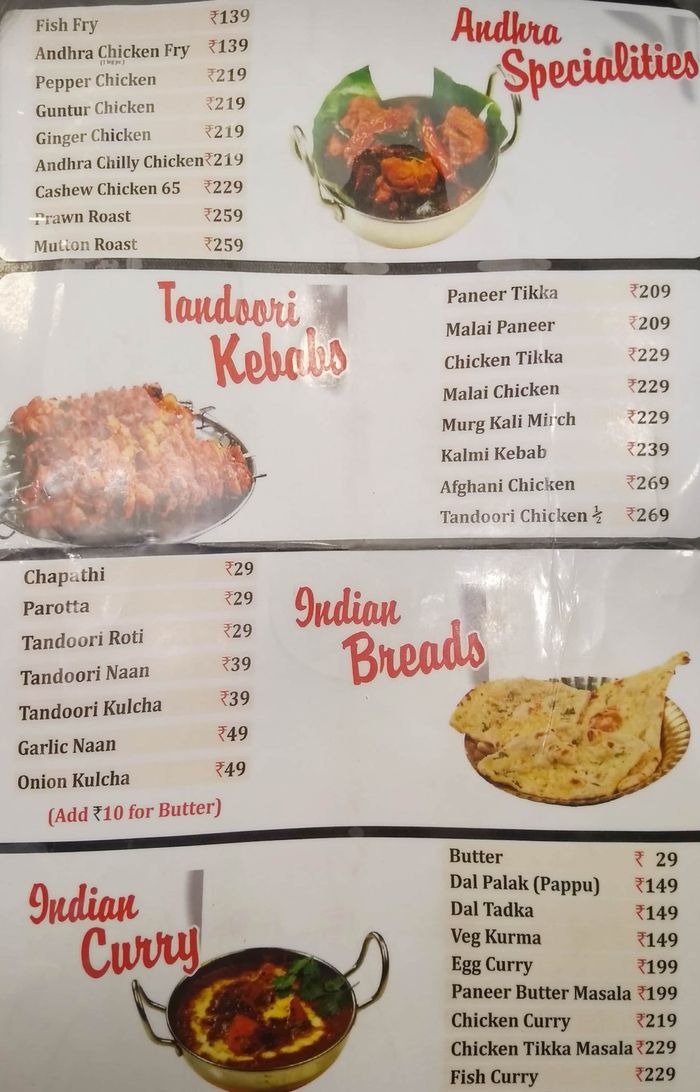 Andhra
Specialities
Fish Fry ₹139
Andhra Chicken Fry ₹139
Pepper Chicken ₹219
Guntur Chicken ₹219
Ginger Chicken ₹219
Andhra Chilly Chicken ₹219
Cashew Chicken 65 ₹229
Prawn Roast ₹259
Mutton Roast ₹259
Tandoori
Kebabs
Paneer Tikka ₹209
Malai Paneer ₹209
Chicken Tikka ₹229
Malai Chicken ₹229
Murg Kali Mirch ₹229
Kalmi Kebab ₹239
Afghani Chicken ₹269
Tandoori Chicken ½ ₹269
Indian
Breads
Chapathi ₹29
Parotta ₹29
Tandoori Roti ₹29
Tandoori Naan ₹39
Tandoori Kulcha ₹39
Garlic Naan ₹49
Onion Kulcha ₹49
(Add ₹10 for Butter)
Indian
Curry
Butter ₹ 29
Dal Palak (Pappu) ₹149
Dal Tadka ₹149
Veg Kurma ₹149
Egg Curry ₹199
Paneer Butter Masala ₹199
Chicken Curry ₹219
Chicken Tikka Masala ₹229
Fish Curry ₹229